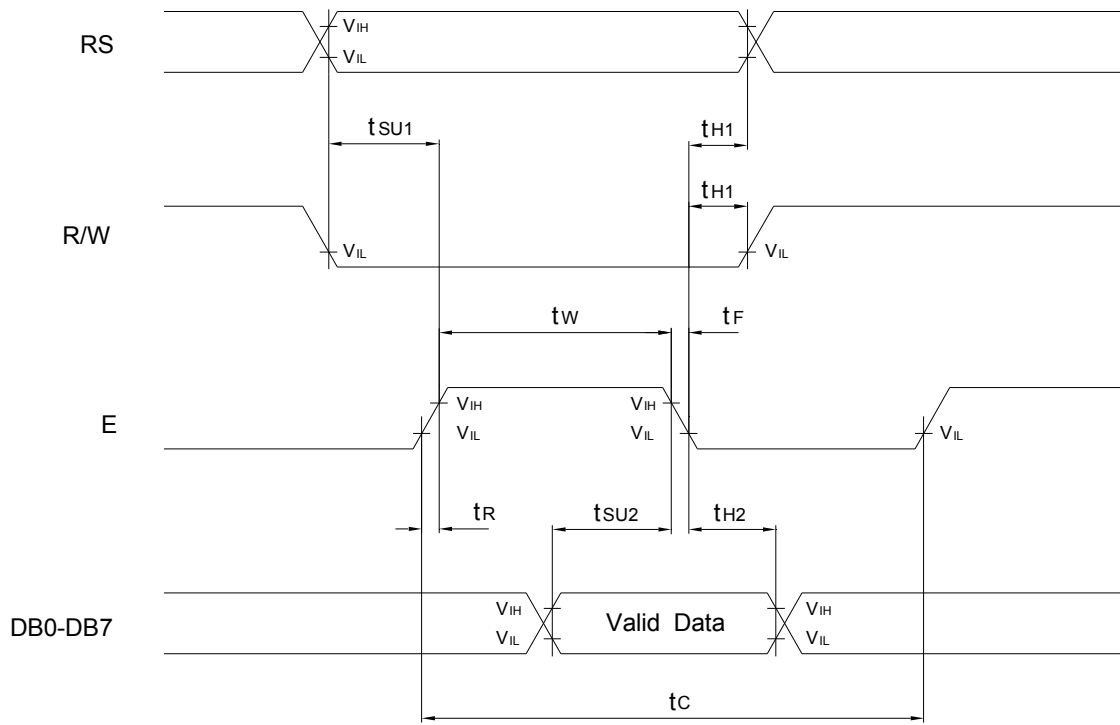 RS
VIH
VIL
tSU1
tH1
tH1
R/W
VIL
VIL
tW
tF
E
VIH
VIH
VIL
VIL
VIL
tR
tSU2
tH2
DB0-DB7
VIH
Valid Data
VIH
VIL
VIL
tC